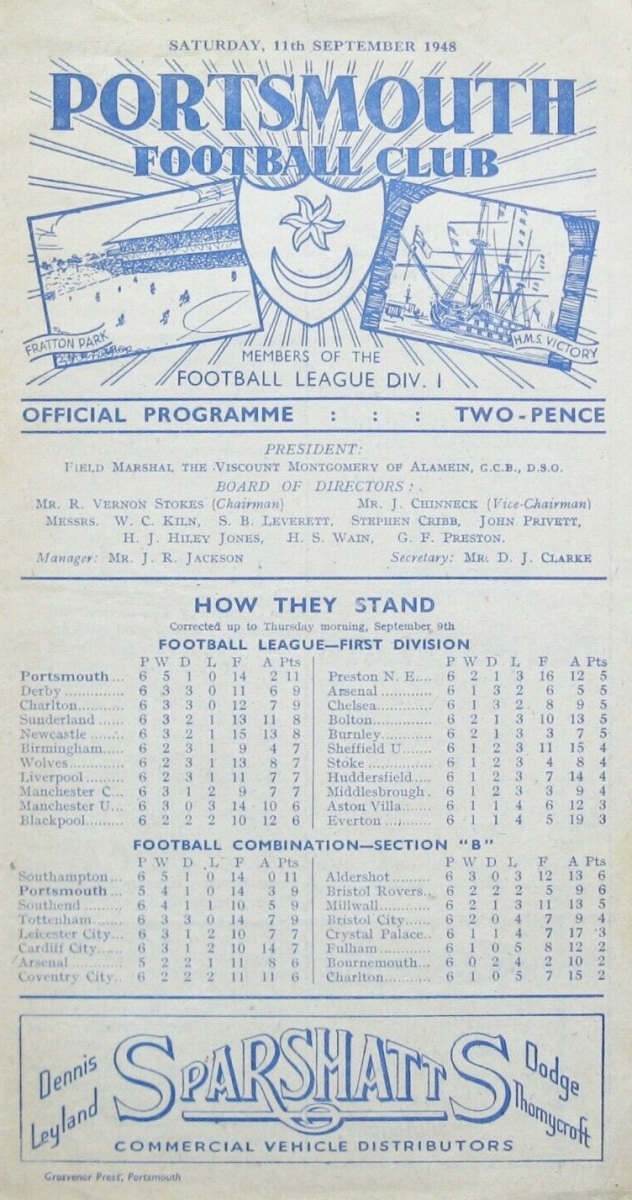 SATURDAY, 11th SEPTEMBER 1948
PORTSMOUTH
FOOTBALL CLUB
FRATTON PARK
H.M.S. VICTORY
MEMBERS OF THE
FOOTBALL LEAGUE DIV. I
OFFICIAL PROGRAMME : : : TWO-PENCE
PRESIDENT:
FIELD MARSHAL THE VISCOUNT MONTGOMERY OF ALAMEIN, G.C.B., D.S.O.
BOARD OF DIRECTORS:
MR. R. VERNON STOKES (Chairman) MR. J. CHINNECK (Vice-Chairman)
MESSRS. W. C. KILN, S. B. LEVERETT, STEPHEN CRIBB, JOHN PRIVETT,
H. J. HILEY JONES, H. S. WAIN, G. F. PRESTON.
Manager: MR. J. R. JACKSON Secretary: MR. D. J. CLARKE
HOW THEY STAND
Corrected up to Thursday morning, September 9th
FOOTBALL LEAGUE—FIRST DIVISION
P W D L F A Pts
Portsmouth... 6 5 1 0 14 2 11
Derby............ 6 3 3 0 11 6 9
Charlton......... 6 3 3 0 12 7 9
Sunderland...... 6 3 2 1 13 11 8
Newcastle....... 6 3 2 1 15 13 8
Birmingham..... 6 2 3 1 9 4 7
Wolves........... 6 2 3 1 13 8 7
Liverpool........ 6 2 3 1 11 7 7
Manchester C... 6 3 1 2 9 7 7
Manchester U... 6 3 0 3 14 10 6
Blackpool........ 6 2 2 2 10 12 6
P W D L F A Pts
Preston N. E.... 6 2 1 3 16 12 5
Arsenal........... 6 1 3 2 6 5 5
Chelsea........... 6 1 3 2 8 9 5
Bolton............ 6 2 1 3 10 13 5
Burnley........... 6 2 1 3 3 7 5
Sheffield U....... 6 1 2 3 11 15 4
Stoke ............. 6 1 2 3 4 8 4
Huddersfield.... 6 1 2 3 7 14 4
Middlesbrough . 6 1 2 3 3 9 4
Aston Villa...... 6 1 1 4 6 12 3
Everton .......... 6 1 1 4 5 19 3
FOOTBALL COMBINATION—SECTION "B"
P W D L F A Pts
Southampton... 6 5 1 0 14 0 11
Portsmouth ... 5 4 1 0 14 3 9
Southend ........ 6 4 1 1 10 5 9
Tottenham....... 6 3 3 0 14 7 9
Leicester City... 6 3 1 2 10 7 7
Cardiff City...... 6 3 1 2 10 14 7
Arsenal ........... 5 2 2 1 11 8 6
Coventry City.. 6 2 2 2 11 11 6
P W D L F A Pts
Aldershot......... 6 3 0 3 12 13 6
Bristol Rovers... 6 2 2 2 5 9 6
Millwall........... 6 2 1 3 11 13 5
Bristol City...... 6 2 0 4 7 9 4
Crystal Palace.. 6 1 1 4 7 17 3
Fulham........... 6 1 0 5 8 12 2
Bournemouth... 6 0 2 4 2 10 2
Charlton.......... 6 1 0 5 7 15 2
Dennis
Leyland
SPARSHATTS
Dodge
Thornycroft
COMMERCIAL VEHICLE DISTRIBUTORS
Grosvenor Press, Portsmouth